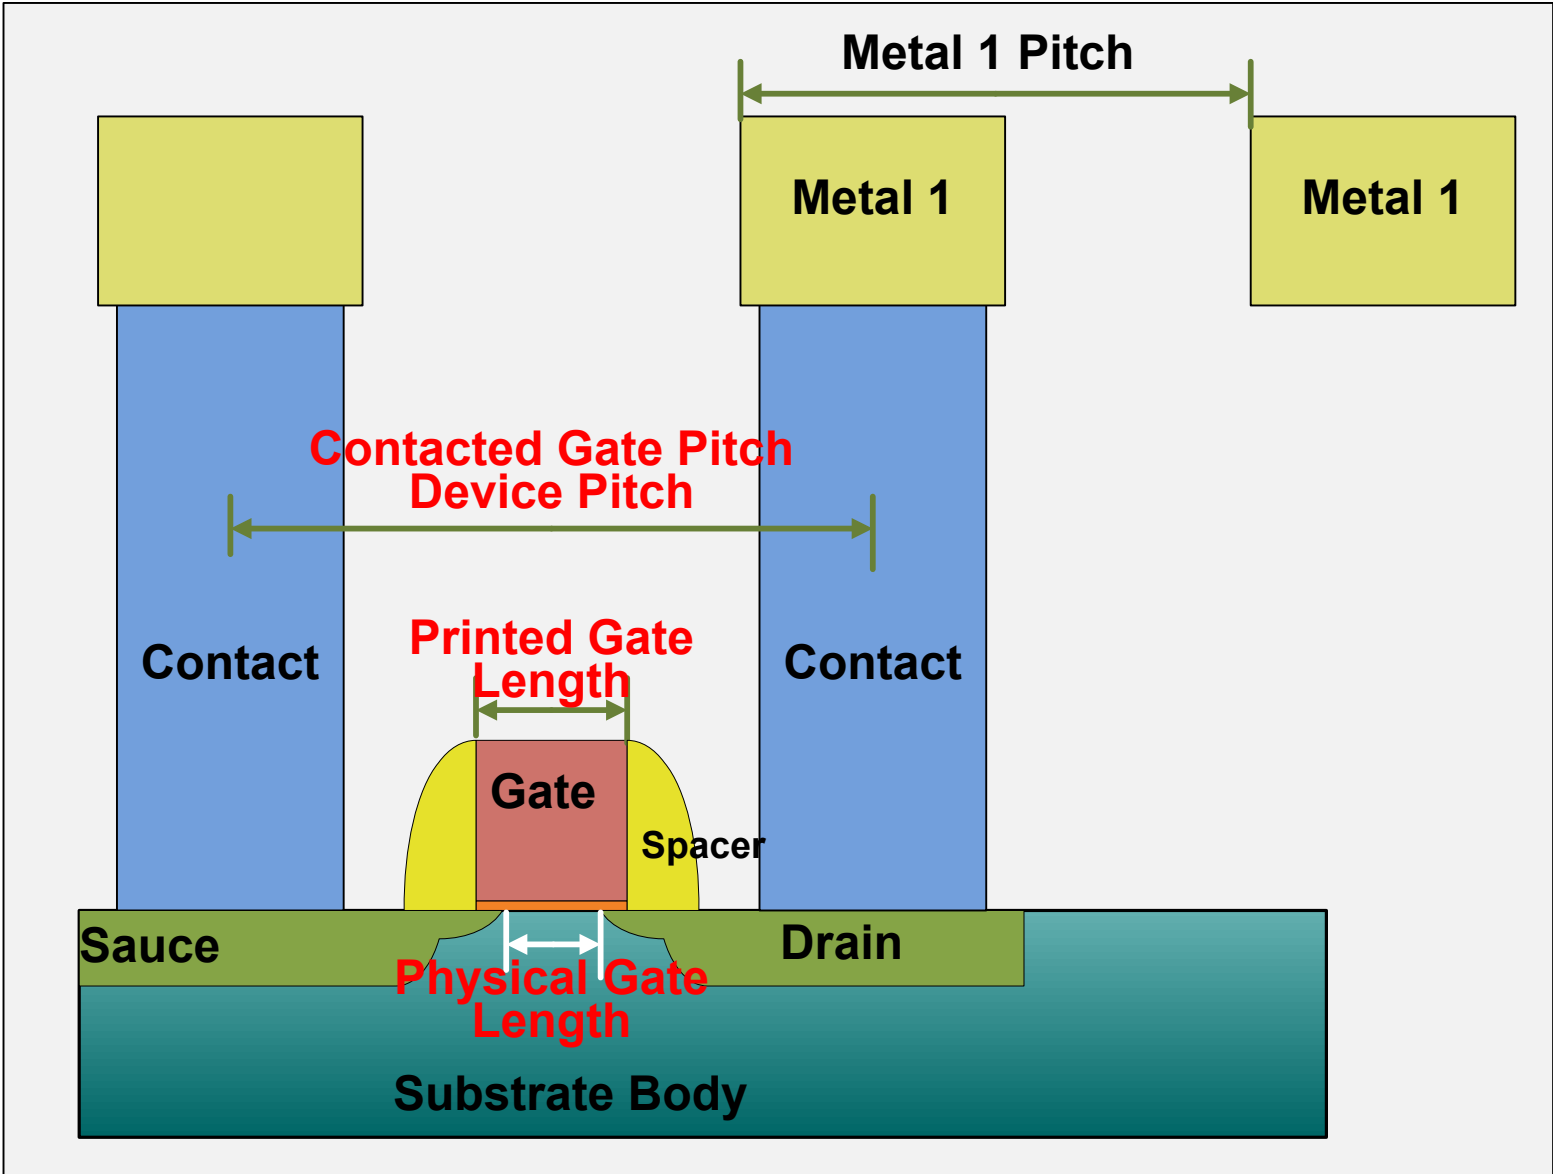 Metal 1 Pitch
Metal 1
Metal 1
Contacted Gate Pitch
Device Pitch
Printed Gate
Length
Contact
Contact
Gate
Spacer
Sauce
Drain
Physical Gate
Length
Substrate Body